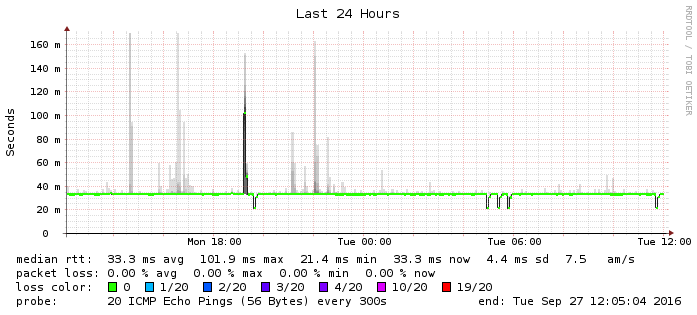 Last 24 Hours
RRDTOOL / TOBI OETIKER
Seconds
160 m
140 m
120 m
100 m
80 m
60 m
40 m
20 m
0
Mon 18:00 Tue 00:00 Tue 06:00 Tue 12:00
median rtt: 33.3 ms avg 101.9 ms max 21.4 ms min 33.3 ms now 4.4 ms sd 7.5 am/s
packet loss: 0.00 % avg 0.00 % max 0.00 % min 0.00 % now
loss color: 0 1/20 2/20 3/20 4/20 10/20 19/20
probe: 20 ICMP Echo Pings (56 Bytes) every 300s end: Tue Sep 27 12:05:04 2016